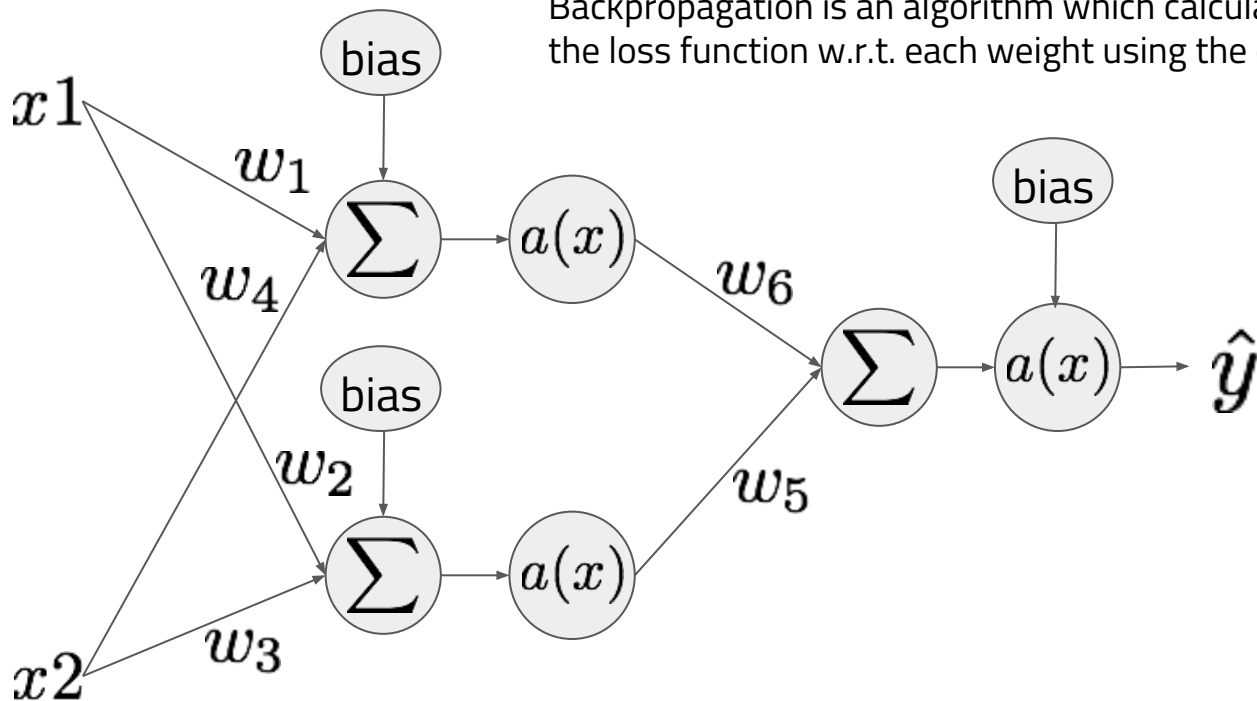 Backpropagation is an algorithm which
the loss function w.r.t. each weight using the
bias
x1
w₁
bias
∑
a(x)
w₄
w₆
∑
a(x)
ŷ
bias
w₂
w₅
∑
a(x)
w₃
x2